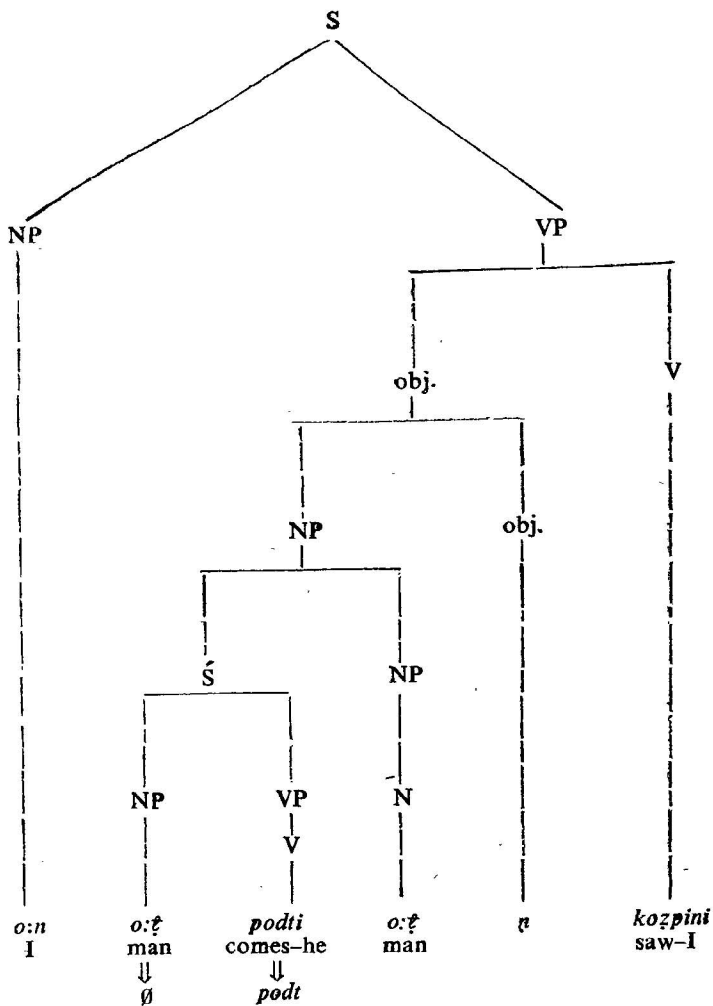 S
NP VP
obj. V
NP obj.
Ś NP
NP VP N
V
o:n o:ṯ̣ podti o:ṯ̣ ṇ koẓpini
I man comes–he man saw–I
⇓ ⇓
Ø podt